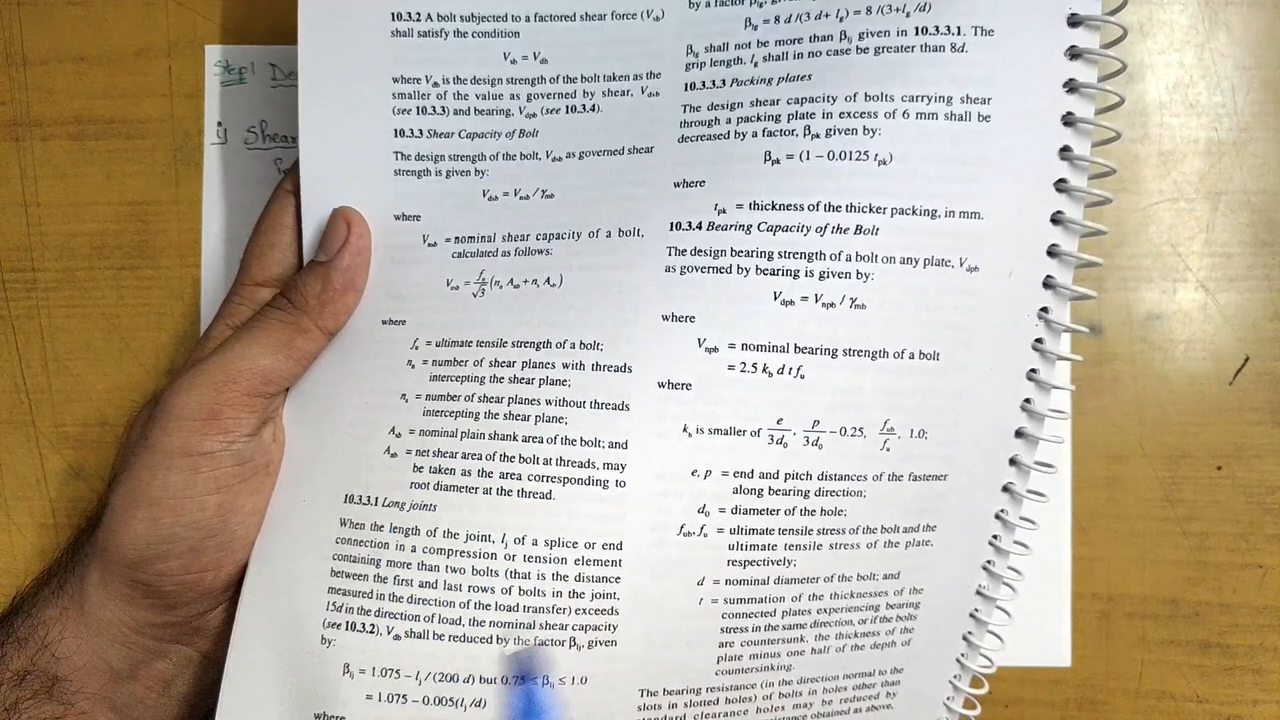 Step1 De
i) Shear
10.3.2 A bolt subjected to a factored shear force (V_sb)
shall satisfy the condition
V_sb = V_db
where V_db is the design strength of the bolt taken as the
smaller of the value as governed by shear, V_dsb
(see 10.3.3) and bearing, V_dpb (see 10.3.4).
10.3.3 Shear Capacity of Bolt
The design strength of the bolt, V_dsb as governed shear
strength is given by:
V_dsb = V_nsb / γ_mb
where
V_nsb = nominal shear capacity of a bolt,
calculated as follows:
V_nsb = f_u/√3 (n_n A_nb + n_s A_sb)
where
f_u = ultimate tensile strength of a bolt;
n_n = number of shear planes with threads
intercepting the shear plane;
n_s = number of shear planes without threads
intercepting the shear plane;
A_sb = nominal plain shank area of the bolt; and
A_nb = net shear area of the bolt at threads, may
be taken as the area corresponding to
root diameter at the thread.
10.3.3.1 Long joints
When the length of the joint, l_j of a splice or end
connection in a compression or tension element
containing more than two bolts (that is the distance
between the first and last rows of bolts in the joint,
measured in the direction of the load transfer) exceeds
15d in the direction of load, the nominal shear capacity
(see 10.3.2), V_db shall be reduced by the factor β_lj, given
by:
β_lj = 1.075 – l_j / (200 d) but 0.75 ≤ β_lj ≤ 1.0
= 1.075 – 0.005(l_j /d)
where
by a factor β_lg,
β_lg = 8 d /(3 d+ l_g) = 8 /(3+l_g /d)
β_lg shall not be more than β_lj given in 10.3.3.1. The
grip length, l_g shall in no case be greater than 8d.
10.3.3.3 Packing plates
The design shear capacity of bolts carrying shear
through a packing plate in excess of 6 mm shall be
decreased by a factor, β_pk given by:
β_pk = (1 – 0.0125 t_pk)
where
t_pk = thickness of the thicker packing, in mm.
10.3.4 Bearing Capacity of the Bolt
The design bearing strength of a bolt on any plate, V_dpb
as governed by bearing is given by:
V_dpb = V_npb / γ_mb
where
V_npb = nominal bearing strength of a bolt
= 2.5 k_b d t f_u
where
k_b is smaller of e/3d_0, p/3d_0 – 0.25, f_ub/f_u, 1.0;
e, p = end and pitch distances of the fastener
along bearing direction;
d_0 = diameter of the hole;
f_ub, f_u = ultimate tensile stress of the bolt and the
ultimate tensile stress of the plate,
respectively;
d = nominal diameter of the bolt; and
t = summation of the thicknesses of the
connected plates experiencing bearing
stress in the same direction, or if the bolts
are countersunk, the thickness of the
plate minus one half of the depth of
countersinking.
The bearing resistance (in the direction normal to the
slots in slotted holes) of bolts in holes other than
standard clearance holes may be reduced by
obtained as above,